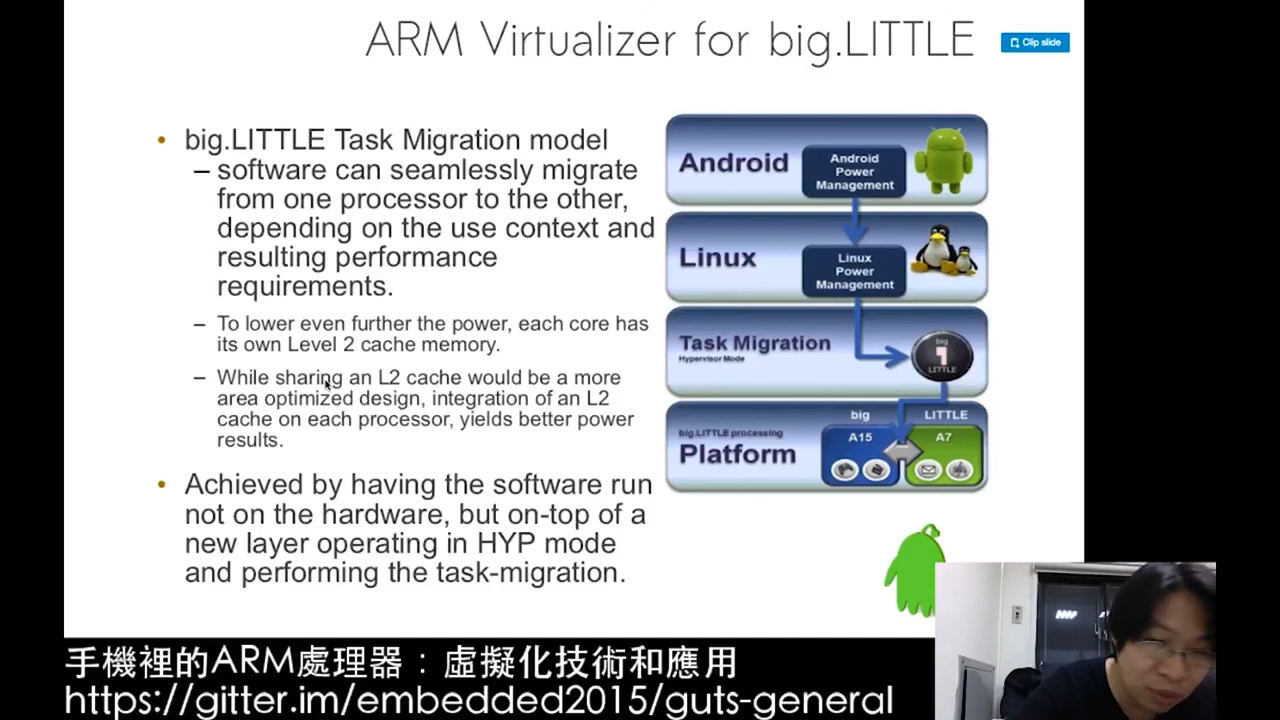 ARM Virtualizer for big.LITTLE
Clip slide
• big.LITTLE Task Migration model
– software can seamlessly migrate
from one processor to the other,
depending on the use context and
resulting performance
requirements.
– To lower even further the power, each core has
its own Level 2 cache memory.
– While sharing an L2 cache would be a more
area optimized design, integration of an L2
cache on each processor, yields better power
results.
• Achieved by having the software run
not on the hardware, but on-top of a
new layer operating in HYP mode
and performing the task-migration.
Android
Android
Power
Management
Linux
Linux
Power
Management
Task Migration
Hypervisor Mode
big
LITTLE
big
LITTLE
big.LITTLE processing
Platform
A15
A7
手機裡的ARM處理器：虛擬化技術和應用
https://gitter.im/embedded2015/guts-general